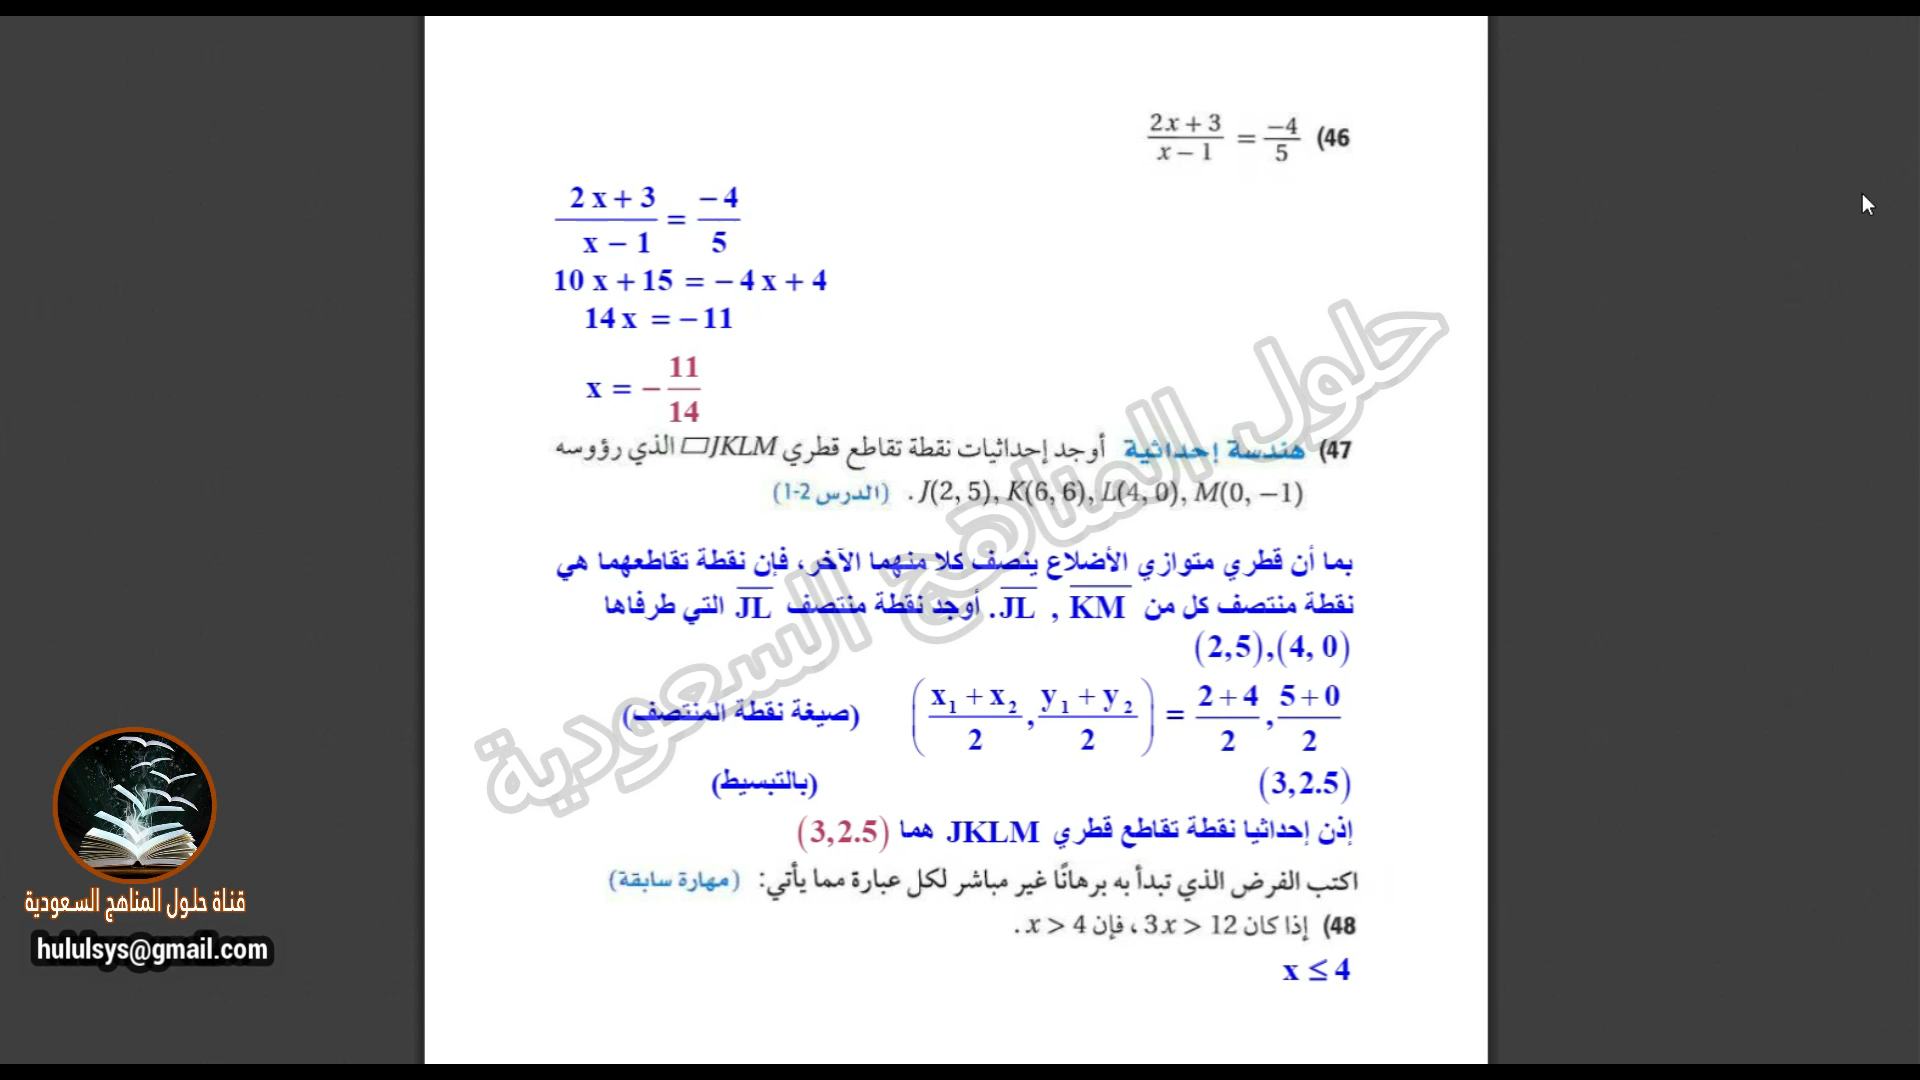 46) (2x + 3)/(x − 1) = −4/5
(2x + 3)/(x − 1) = −4/5
10x + 15 = −4x + 4
14x = −11
x = −11/14
47) هندسة إحداثية أوجد إحداثيات نقطة تقاطع قطري ▱JKLM الذي رؤوسه
J(2, 5), K(6, 6), L(4, 0), M(0, −1) . (الدرس 2-1)
بما أن قطري متوازي الأضلاع ينصف كلا منهما الآخر، فإن نقطة تقاطعهما هي
نقطة منتصف كل من KM , JL. أوجد نقطة منتصف JL التي طرفاها
(2,5),(4, 0)
((x₁ + x₂)/2, (y₁ + y₂)/2) = (2+4)/2, (5+0)/2 (صيغة نقطة المنتصف)
(3,2.5) (بالتبسيط)
إذن إحداثيا نقطة تقاطع قطري JKLM هما (3,2.5)
اكتب الفرض الذي تبدأ به برهانًا غير مباشر لكل عبارة مما يأتي: (مهارة سابقة)
48) إذا كان 3x > 12 ، فإن x > 4 .
x ≤ 4
حلول المناهج السعودية
قناة حلول المناهج السعودية
hululsys@gmail.com